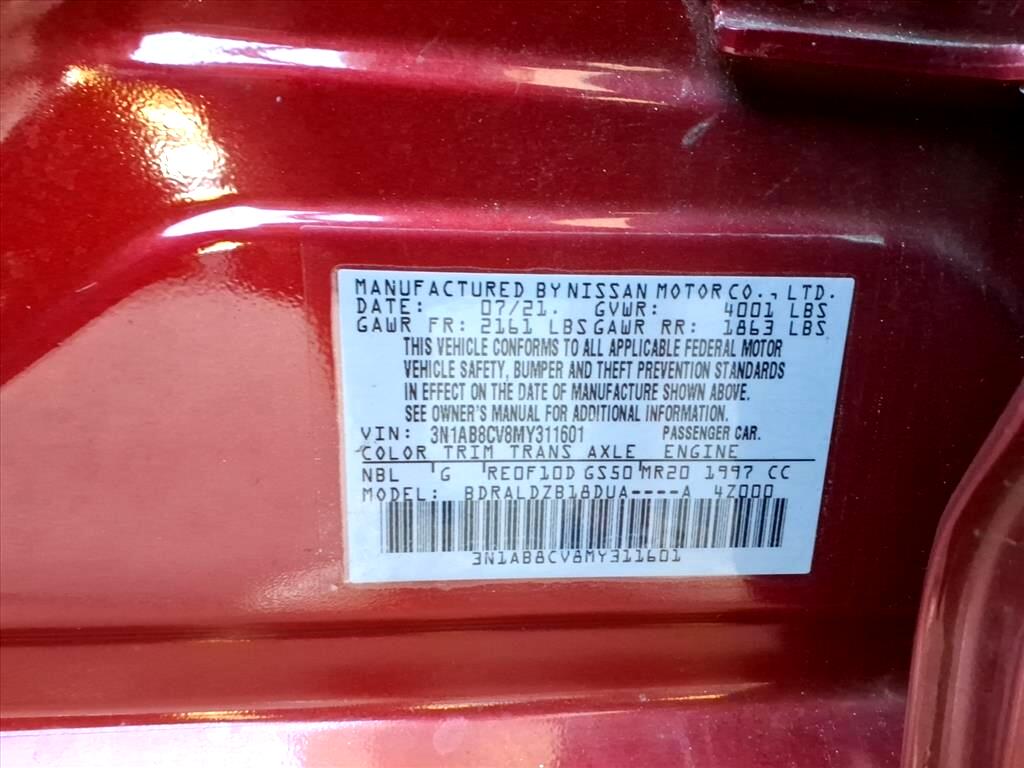 MANUFACTURED BY NISSAN MOTOR CO., LTD.
DATE: 07/21. GVWR: 4001 LBS
GAWR FR: 2161 LBS GAWR RR: 1863 LBS
THIS VEHICLE CONFORMS TO ALL APPLICABLE FEDERAL MOTOR
VEHICLE SAFETY, BUMPER AND THEFT PREVENTION STANDARDS
IN EFFECT ON THE DATE OF MANUFACTURE SHOWN ABOVE.
SEE OWNER'S MANUAL FOR ADDITIONAL INFORMATION.
VIN: 3N1AB8CV8MY311601 PASSENGER CAR.
COLOR TRIM TRANS AXLE ENGINE
NBL G RE0F10D GS50 MR20 1997 CC
MODEL: BDRALDZB18DUA----A 4Z000
3N1AB8CV8MY311601